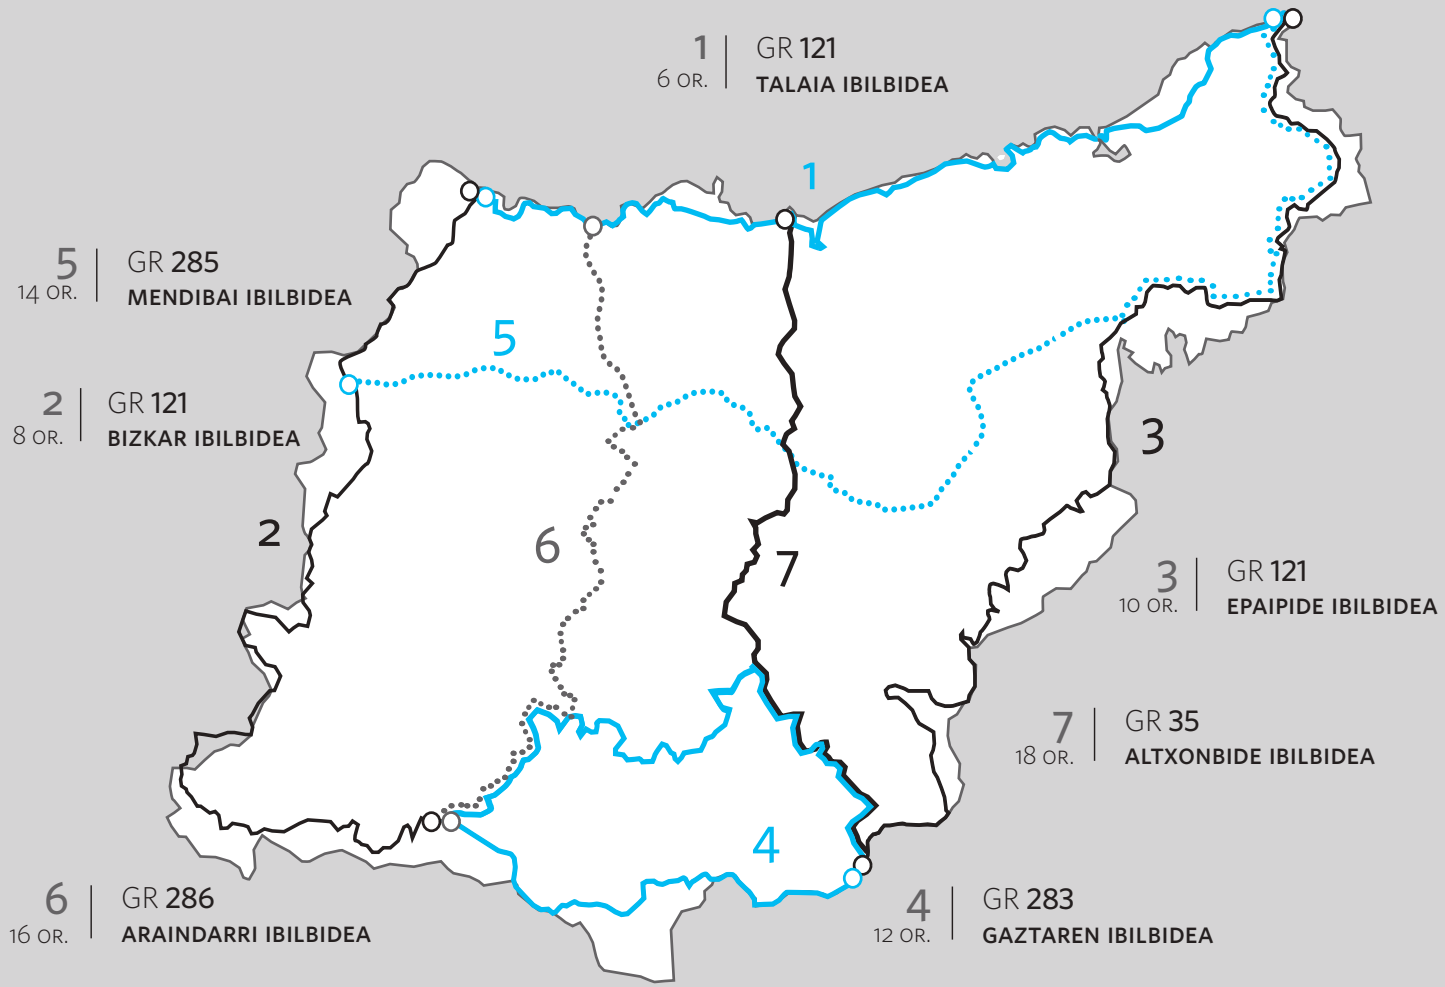 1
6 OR.
GR 121
TALAIA IBILBIDEA
1
5
14 OR.
GR 285
MENDIBAI IBILBIDEA
5
2
8 OR.
GR 121
BIZKAR IBILBIDEA
3
2
6
7
3
10 OR.
GR 121
EPAIPIDE IBILBIDEA
7
18 OR.
GR 35
ALTXONBIDE IBILBIDEA
4
6
16 OR.
GR 286
ARAINDARRI IBILBIDEA
4
12 OR.
GR 283
GAZTAREN IBILBIDEA